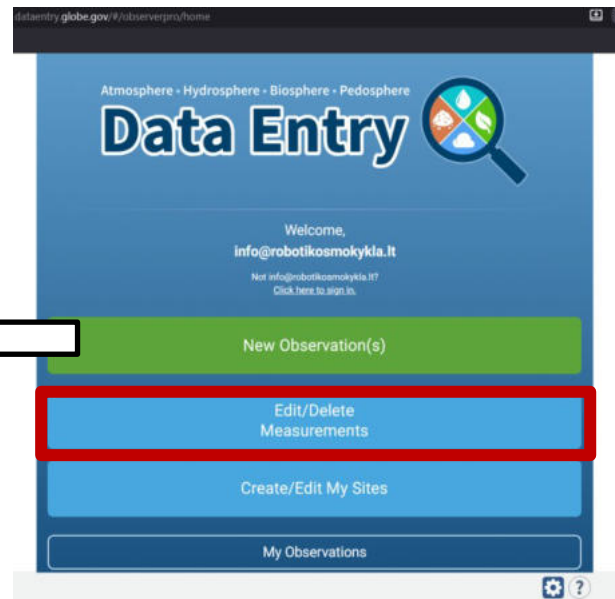 dataentry.globe.gov/#/observerpro/home
Atmosphere - Hydrosphere - Biosphere - Pedosphere
Data Entry
Welcome,
info@robotikosmokykla.lt
Not info@robotikosmokykla.lt?
Click here to sign in.
New Observation(s)
Edit/Delete
Measurements
Create/Edit My Sites
My Observations
?